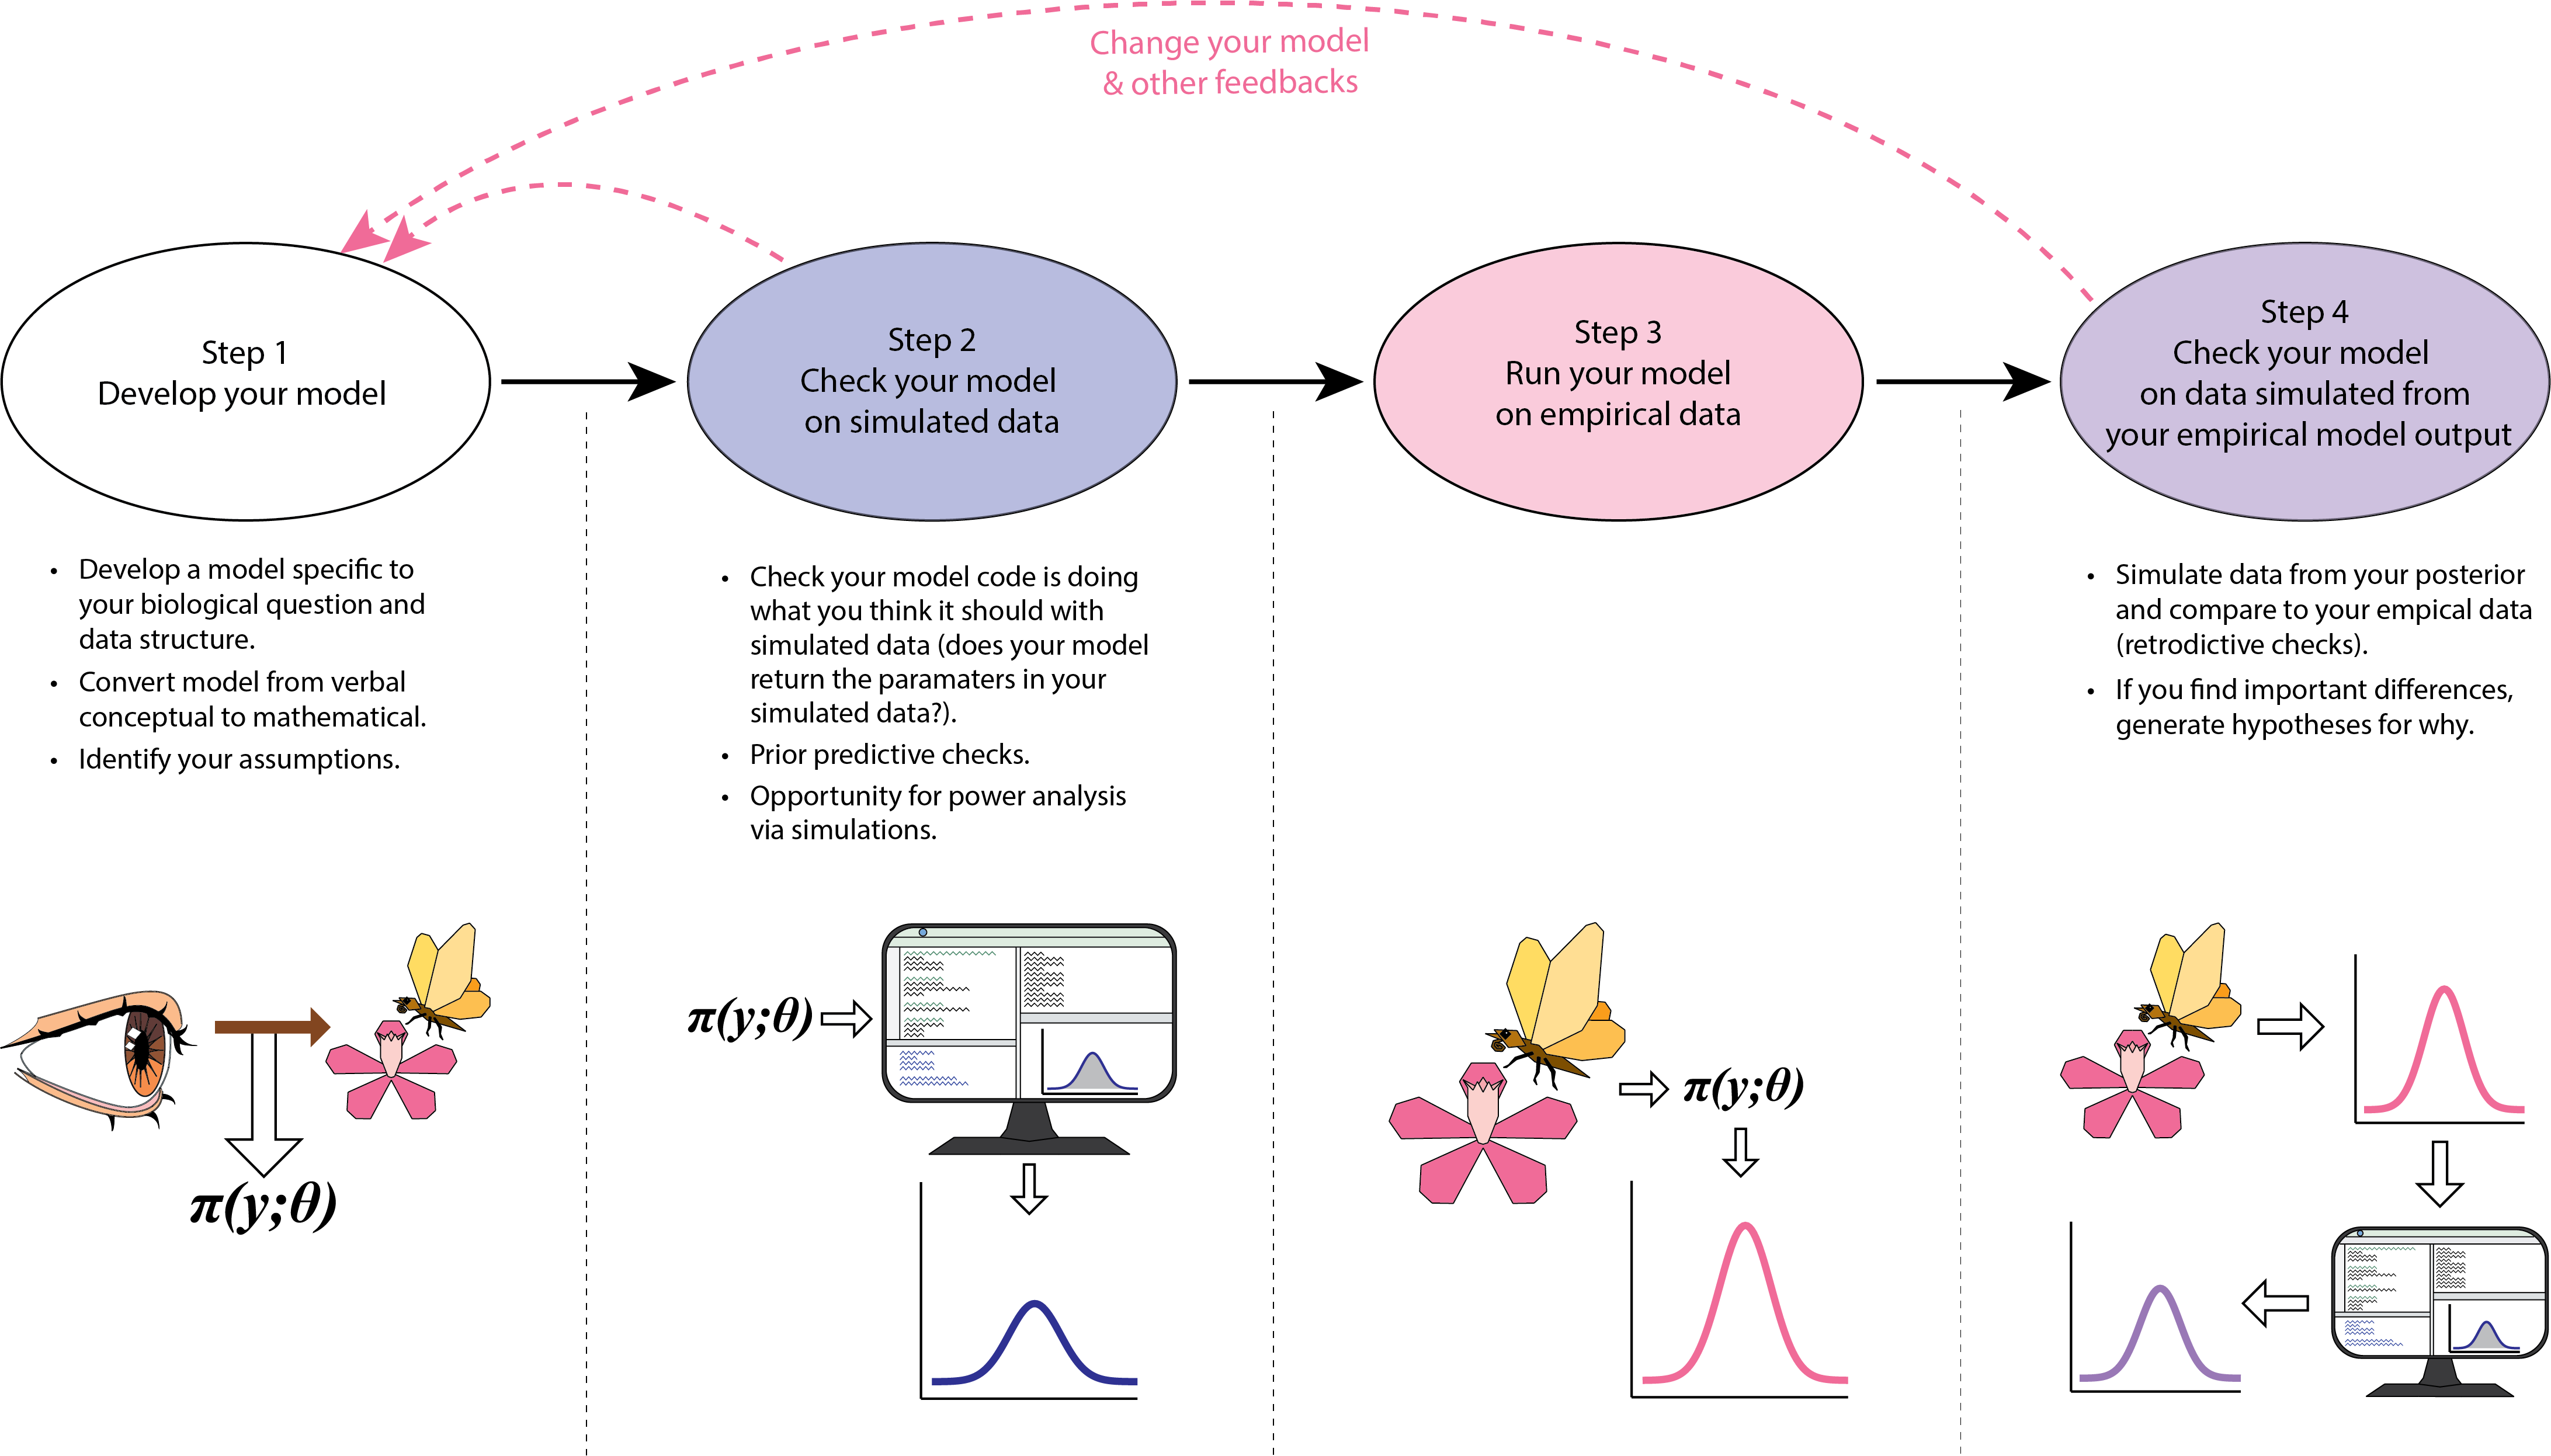 Change your model
& other feedbacks
Step 1
Develop your model
Step 2
Check your model
on simulated data
Step 3
Run your model
on empirical data
Step 4
Check your model
on data simulated from
your empirical model output
• Develop a model specific to
your biological question and
data structure.
• Convert model from verbal
conceptual to mathematical.
• Identify your assumptions.
• Check your model code is doing
what you think it should with
simulated data (does your model
return the paramaters in your
simulated data?).
• Prior predictive checks.
• Opportunity for power analysis
via simulations.
• Simulate data from your posterior
and compare to your empical data
(retrodictive checks).
• If you find important differences,
generate hypotheses for why.
π(y;θ)
π(y;θ)
π(y;θ)